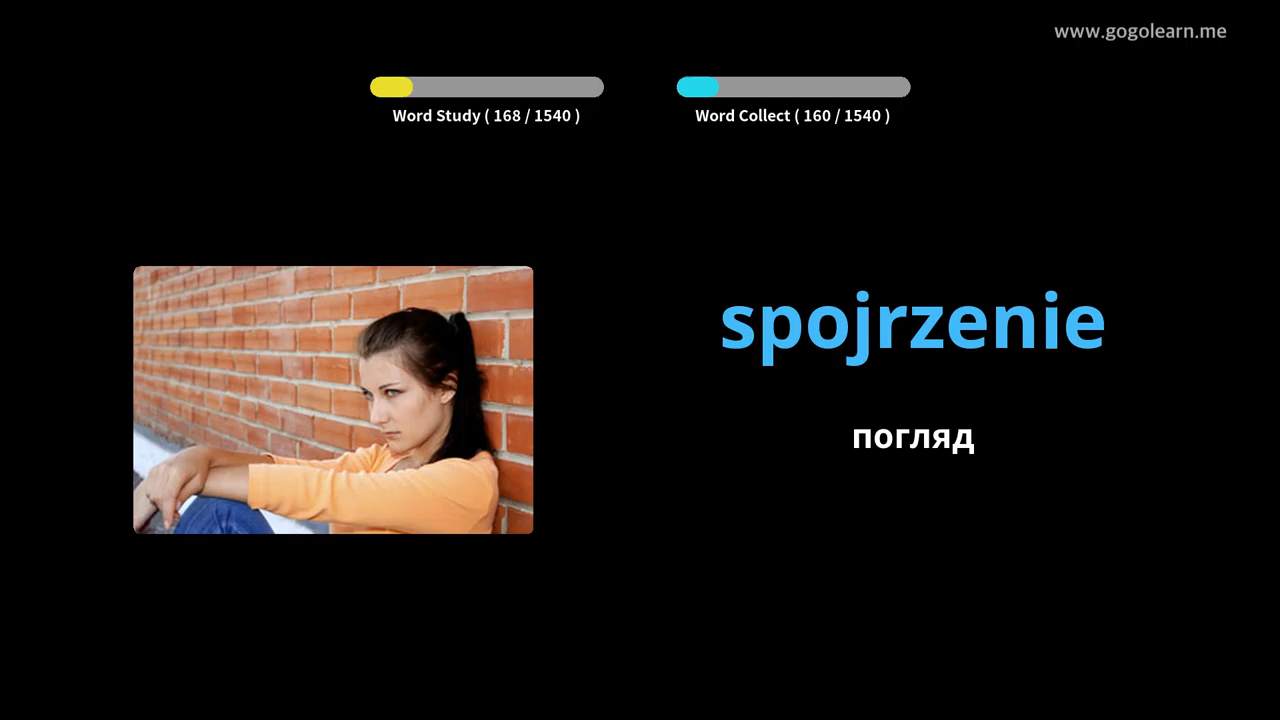 www.gogolearn.me
Word Study ( 168 / 1540 )
Word Collect ( 160 / 1540 )
spojrzenie
погляд